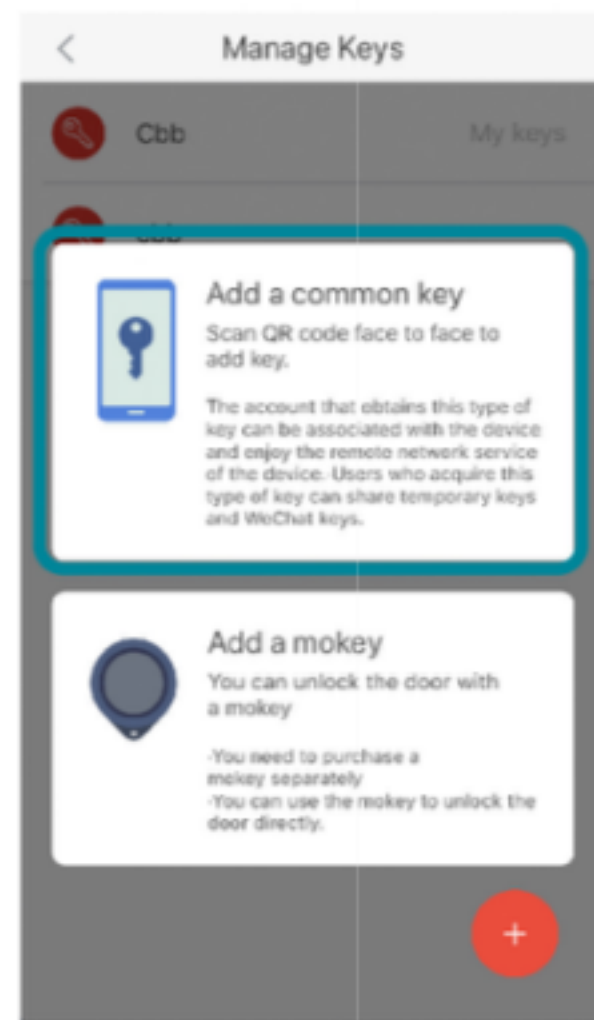 Manage Keys
Cbb
My keys
cbb
Add a common key
Scan QR code face to face to
add key.
The account that obtains this type of
key can be associated with the device
and enjoy the remote network service
of the device. Users who acquire this
type of key can share temporary keys
and WeChat keys.
Add a mokey
You can unlock the door with
a mokey
-You need to purchase a
mokey separately
-You can use the mokey to unlock the
door directly.
+